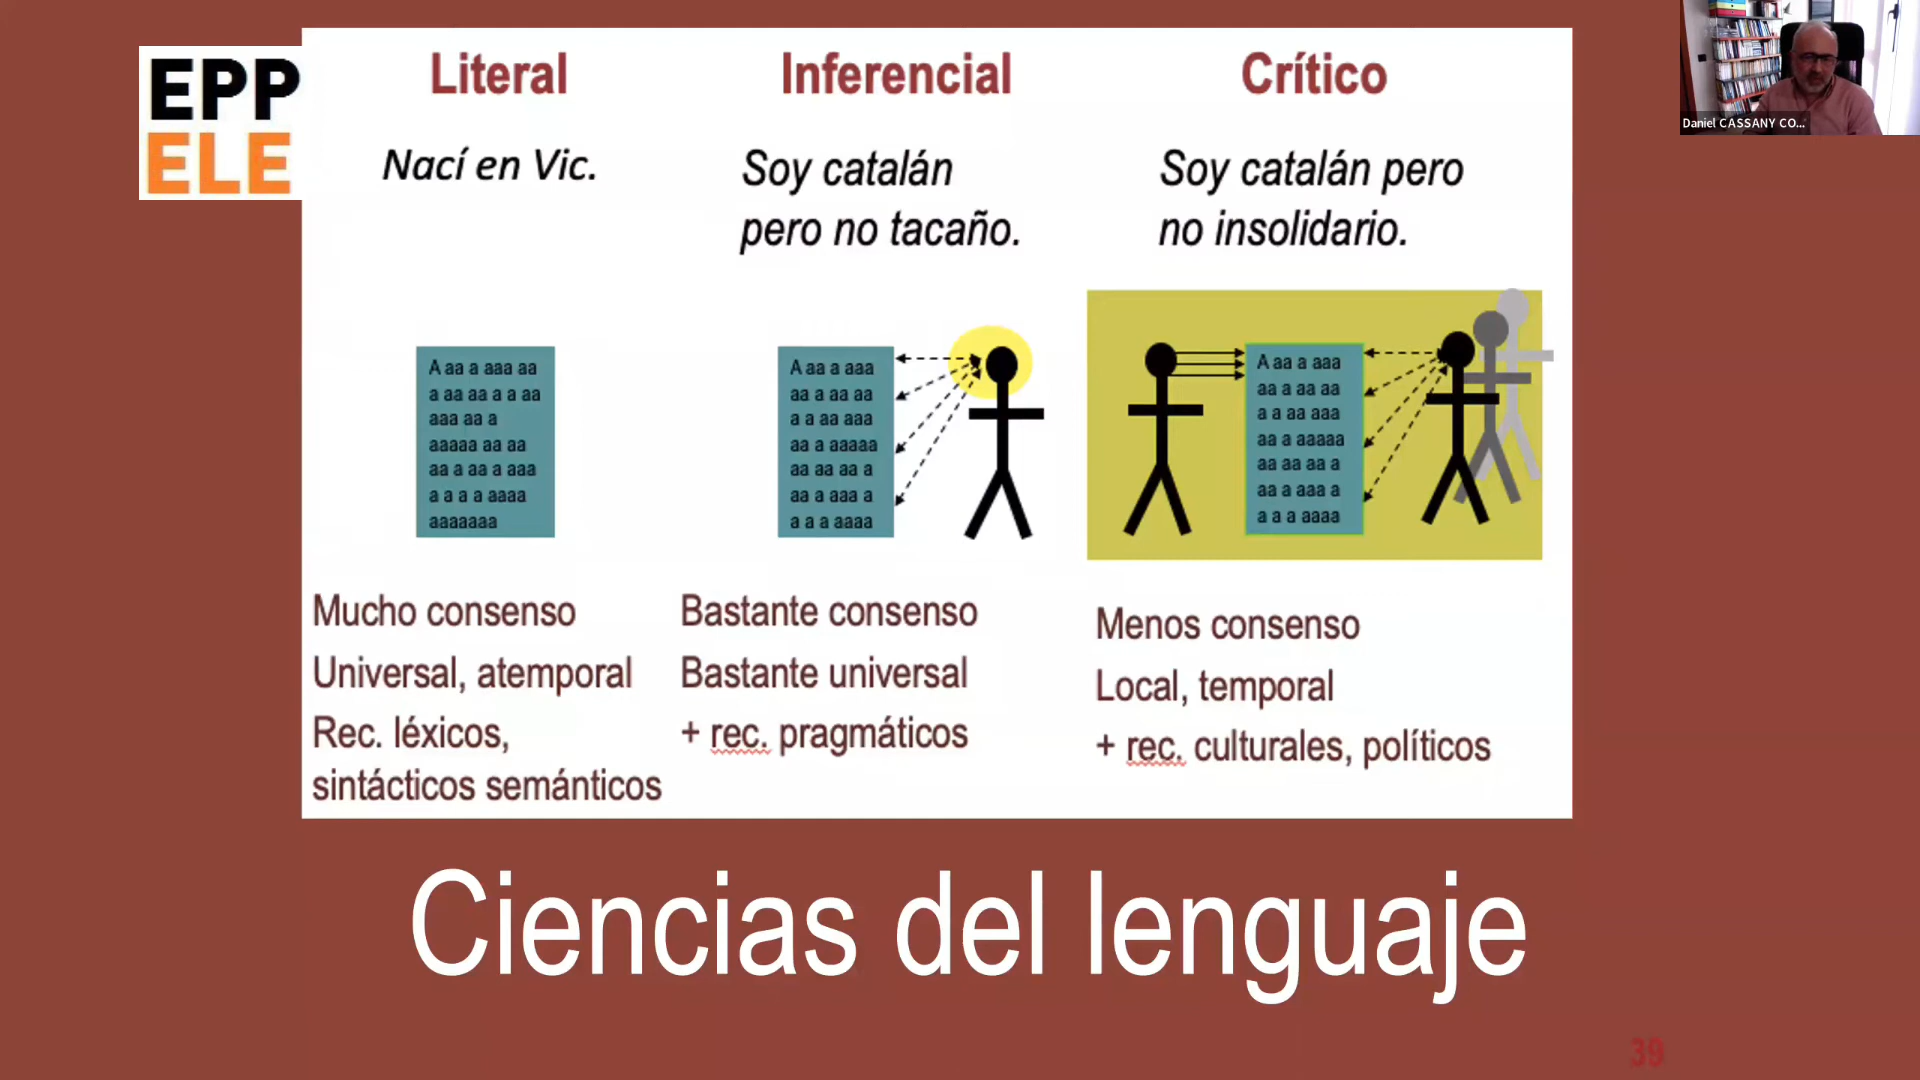 EPP
ELE
Literal
Nací en Vic.
A aa a aaa aa
a aa aa a a aa
aaa aa a
aaaaa aa aa
aa a aa a aaa
a a a a aaaa
aaaaaaa
Mucho consenso
Universal, atemporal
Rec. léxicos,
sintácticos semánticos
Inferencial
Soy catalán
pero no tacaño.
A aa a aaa
aa a aa aa
a a aa aaa
aa a aaaaa
aa aa aa a
aa a aaa a
a a a aaaa
Bastante consenso
Bastante universal
+ rec. pragmáticos
Crítico
Soy catalán pero
no insolidario.
A aa a aaa
aa a aa aa
a a aa aaa
aa a aaaaa
aa aa aa a
aa a aaa a
a a a aaaa
Menos consenso
Local, temporal
+ rec. culturales, políticos
Ciencias del lenguaje
39
Daniel CASSANY CO...